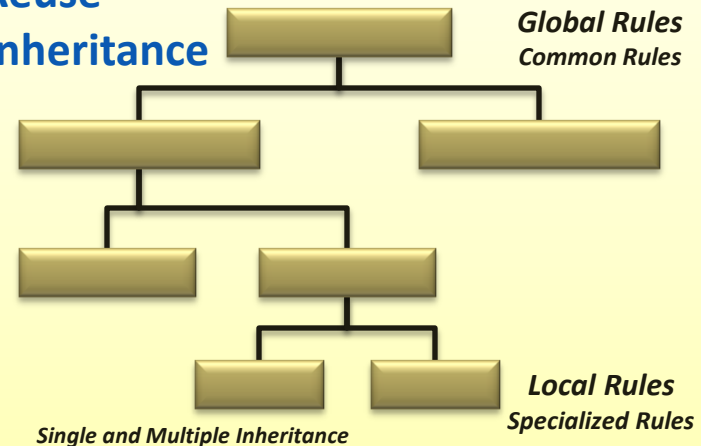 Reuse
Inheritance
Global Rules
Common Rules
Local Rules
Specialized Rules
Single and Multiple Inheritance